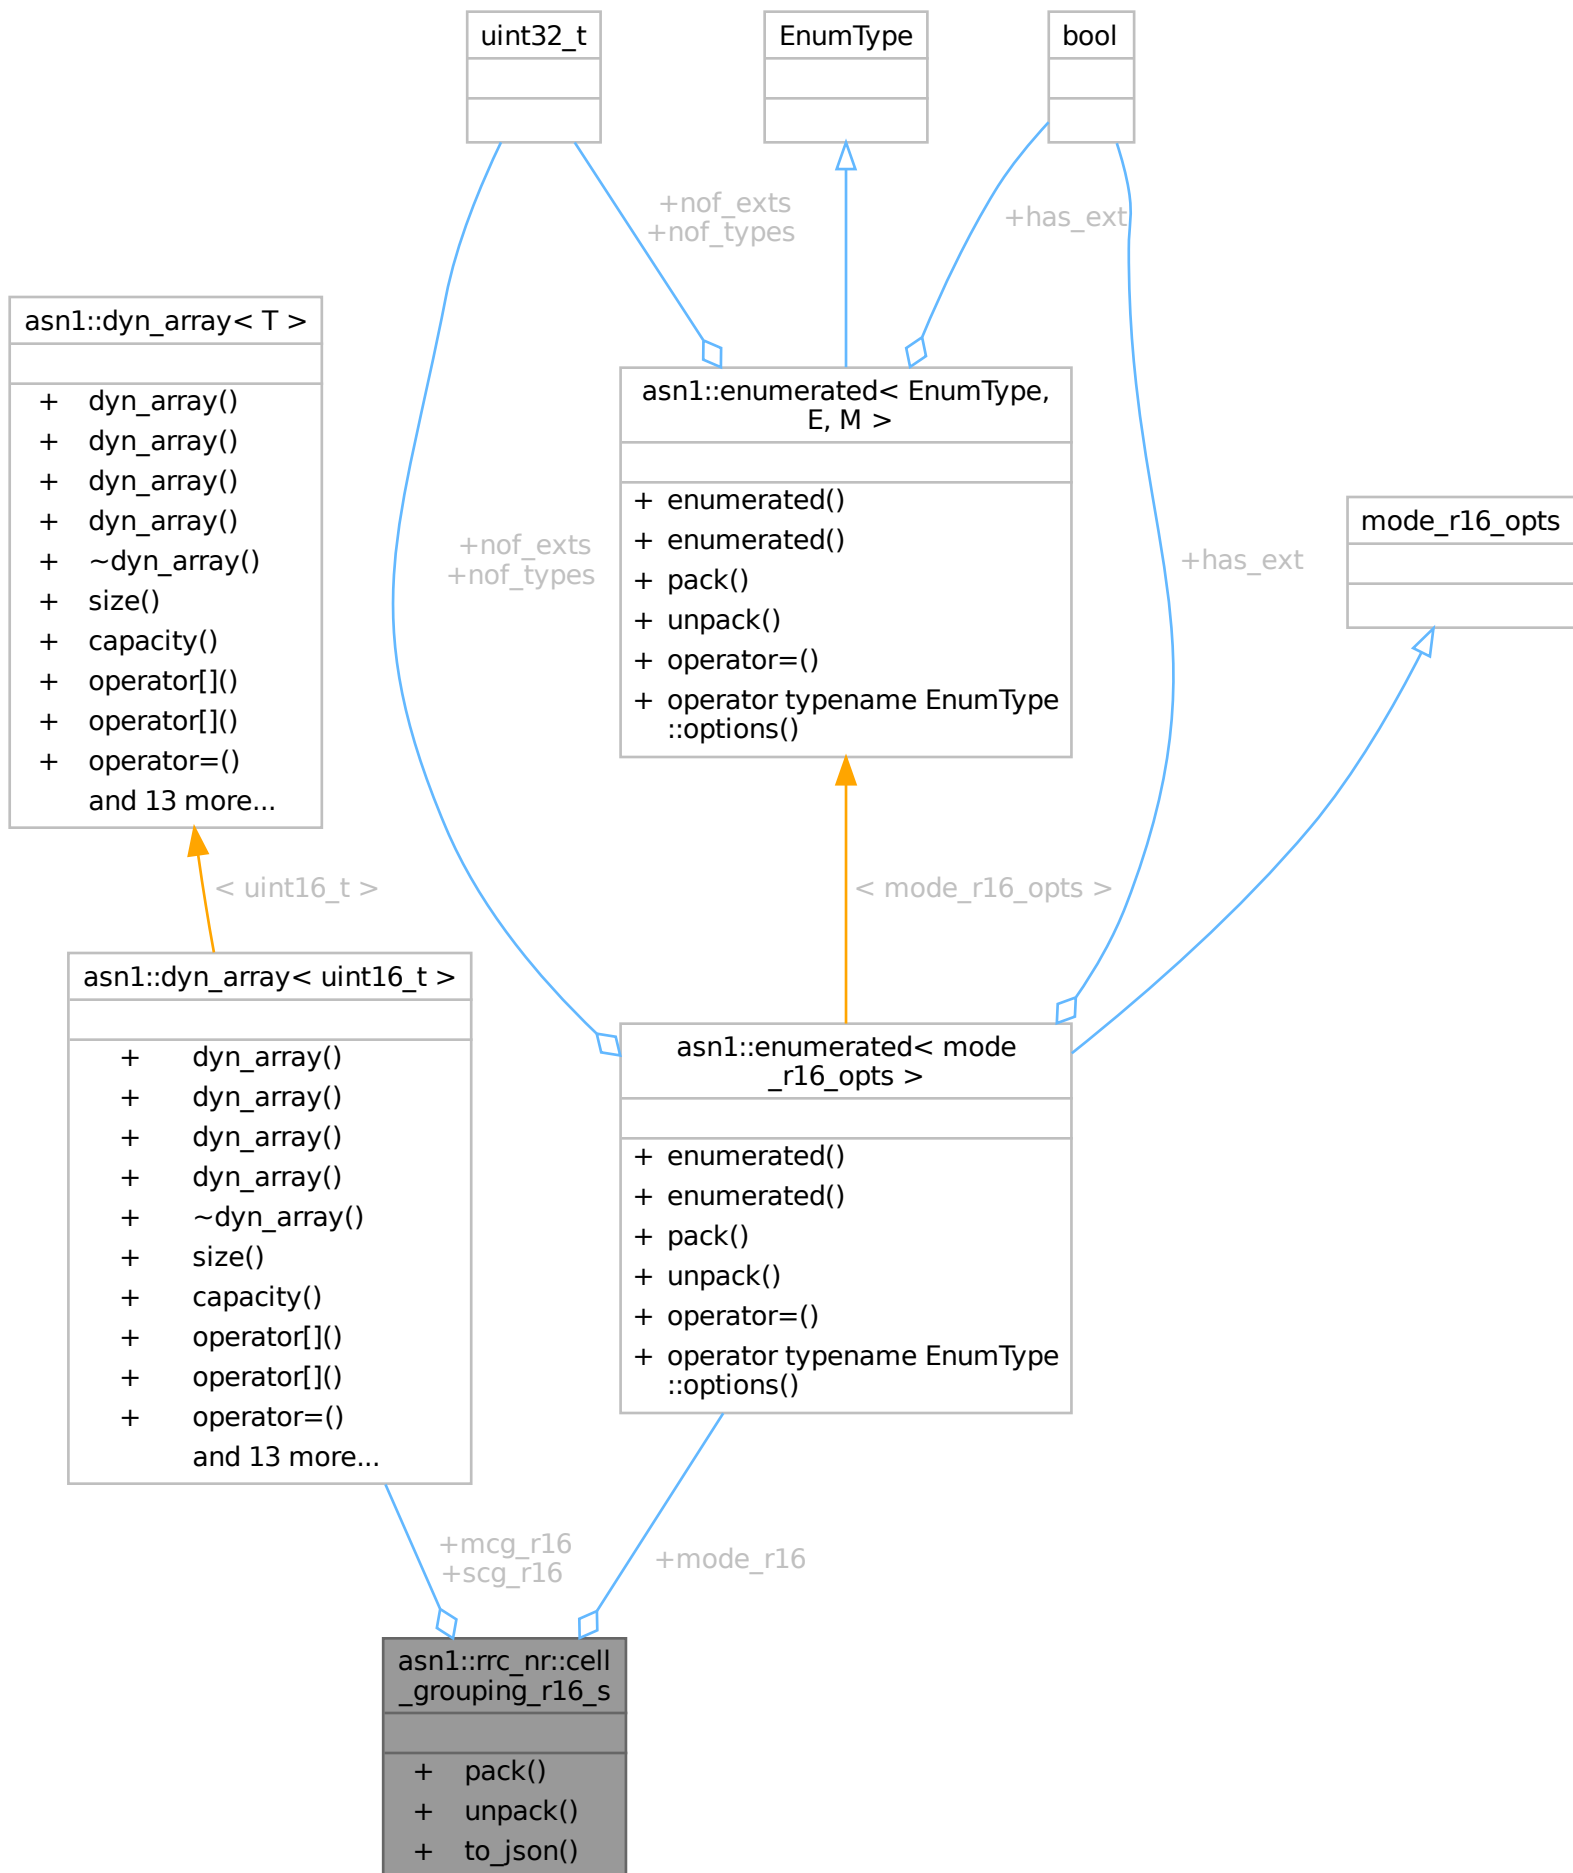 uint32_t
EnumType
bool
+nof_exts
+nof_types
+has_ext
asn1::dyn_array< T >
+ dyn_array()
+ dyn_array()
+ dyn_array()
+ dyn_array()
+ ~dyn_array()
+ size()
+ capacity()
+ operator[]()
+ operator[]()
+ operator=()
and 13 more...
asn1::enumerated< EnumType,
E, M >
+ enumerated()
+ enumerated()
+ pack()
+ unpack()
+ operator=()
+ operator typename EnumType
::options()
mode_r16_opts
+nof_exts
+nof_types
+has_ext
< uint16_t >
< mode_r16_opts >
asn1::dyn_array< uint16_t >
+ dyn_array()
+ dyn_array()
+ dyn_array()
+ dyn_array()
+ ~dyn_array()
+ size()
+ capacity()
+ operator[]()
+ operator[]()
+ operator=()
and 13 more...
asn1::enumerated< mode
_r16_opts >
+ enumerated()
+ enumerated()
+ pack()
+ unpack()
+ operator=()
+ operator typename EnumType
::options()
+mcg_r16
+scg_r16
+mode_r16
asn1::rrc_nr::cell
_grouping_r16_s
+ pack()
+ unpack()
+ to_json()